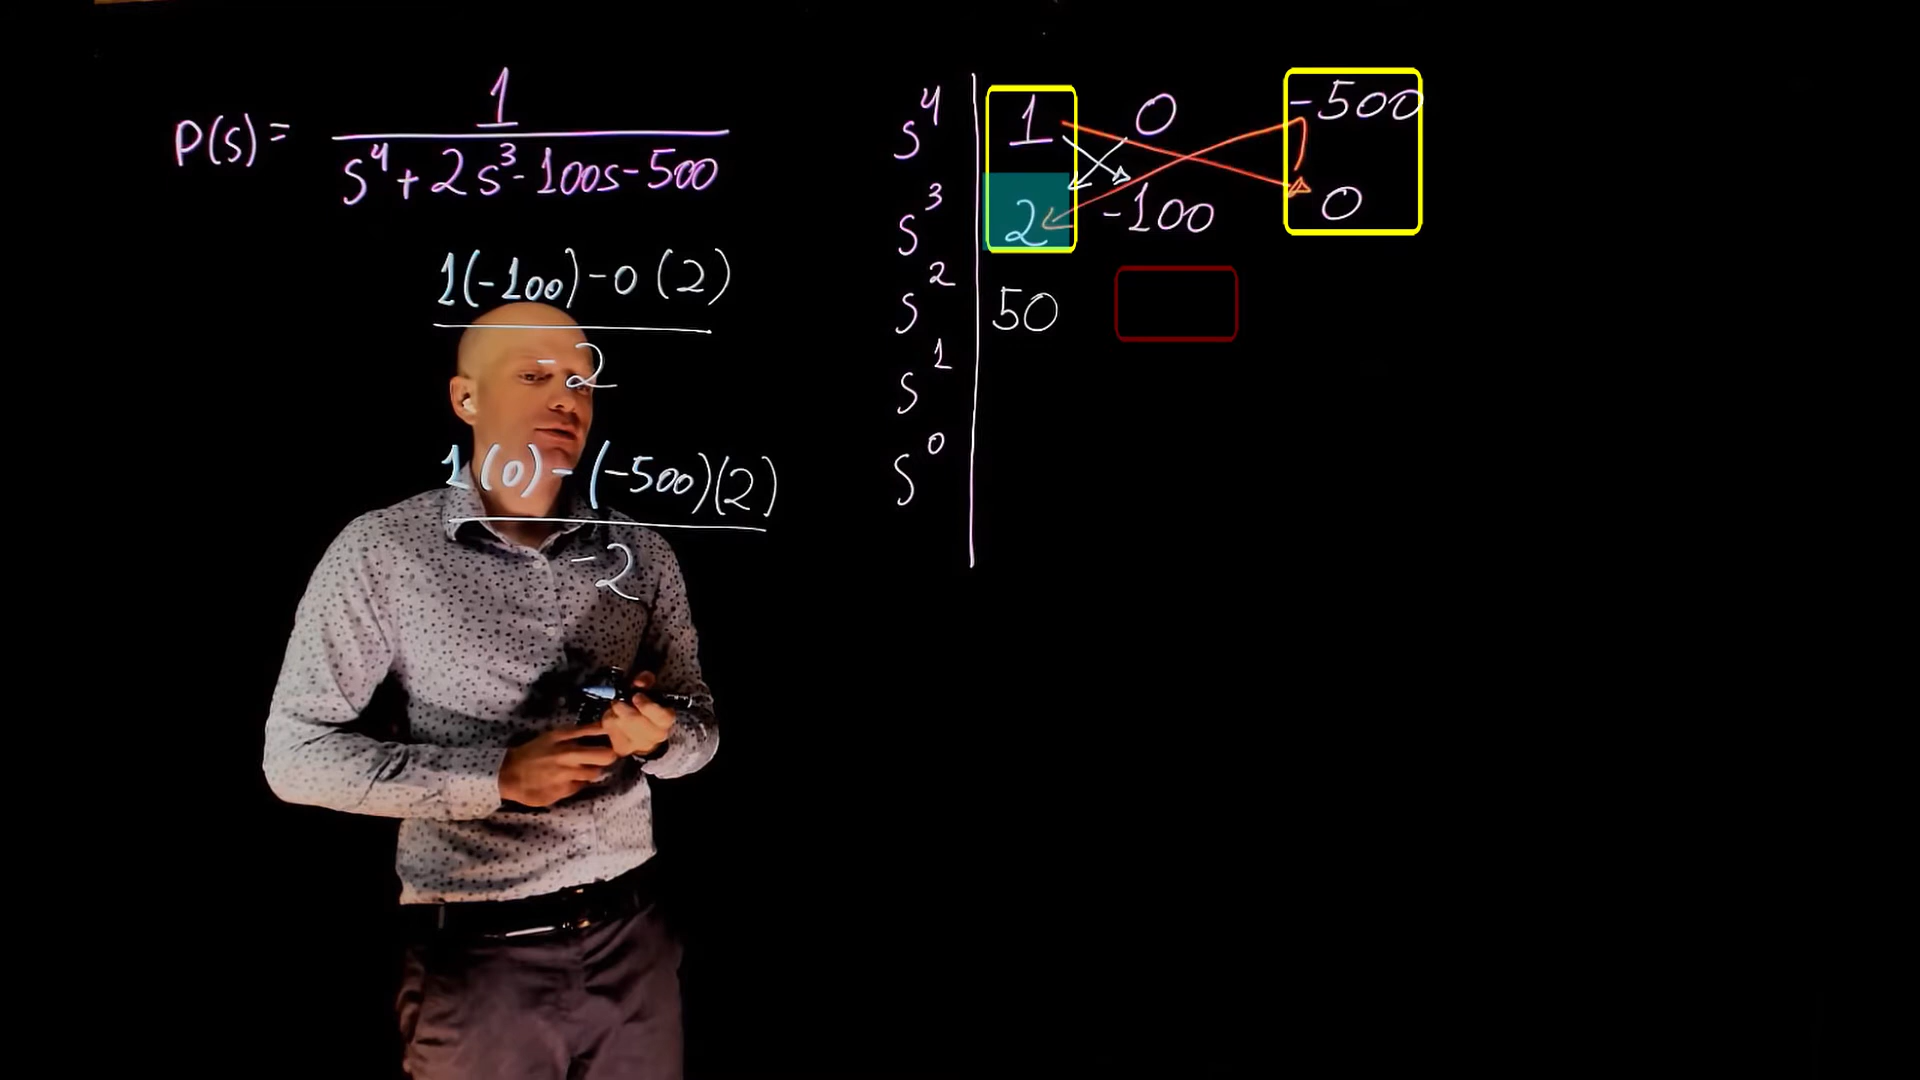 P(s) = 1 / (s⁴ + 2s³ - 100s - 500)
1(-100) - 0 (2)
-2
1(0) - (-500)(2)
-2
s⁴ 1 0 -500
s³ 2 -100 0
s² 50
s¹
s⁰